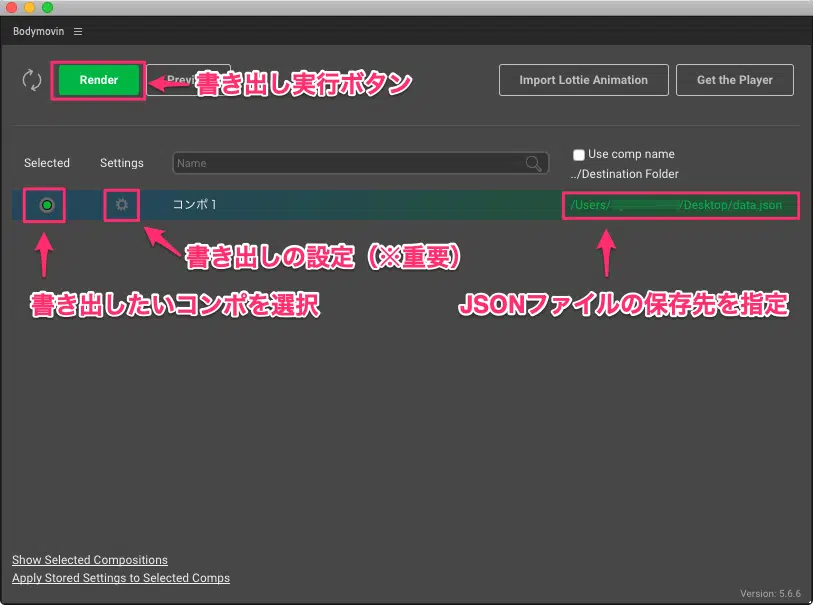 Bodymovin
Render
書き出し実行ボタン
Import Lottie Animation
Get the Player
Selected
Settings
Name
Use comp name
../Destination Folder
コンポ 1
/Users/ /Desktop/data.json
書き出しの設定（※重要）
書き出したいコンポを選択
JSONファイルの保存先を指定
Show Selected Compositions
Apply Stored Settings to Selected Comps
Version: 5.6.6